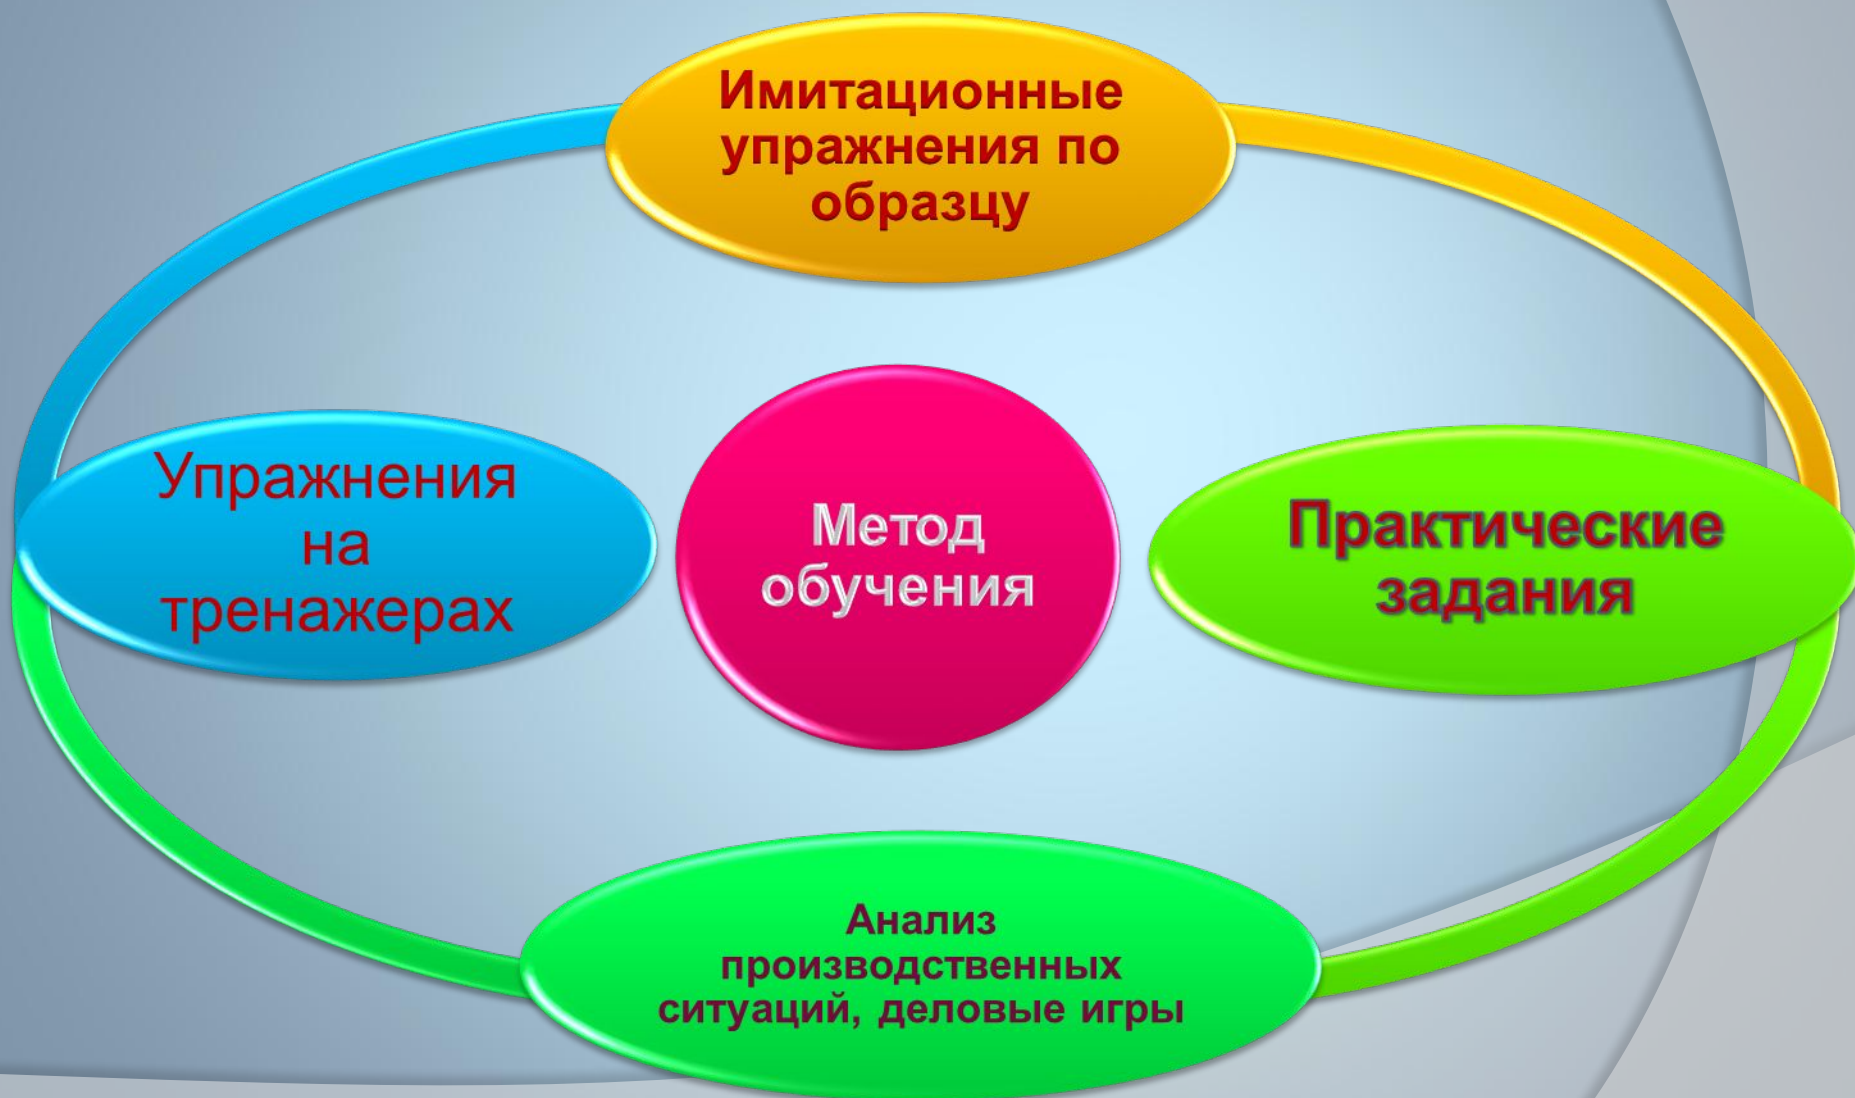 Имитационные
упражнения по
образцу
Упражнения
на
тренажерах
Метод
обучения
Практические
задания
Анализ
производственных
ситуаций, деловые игры